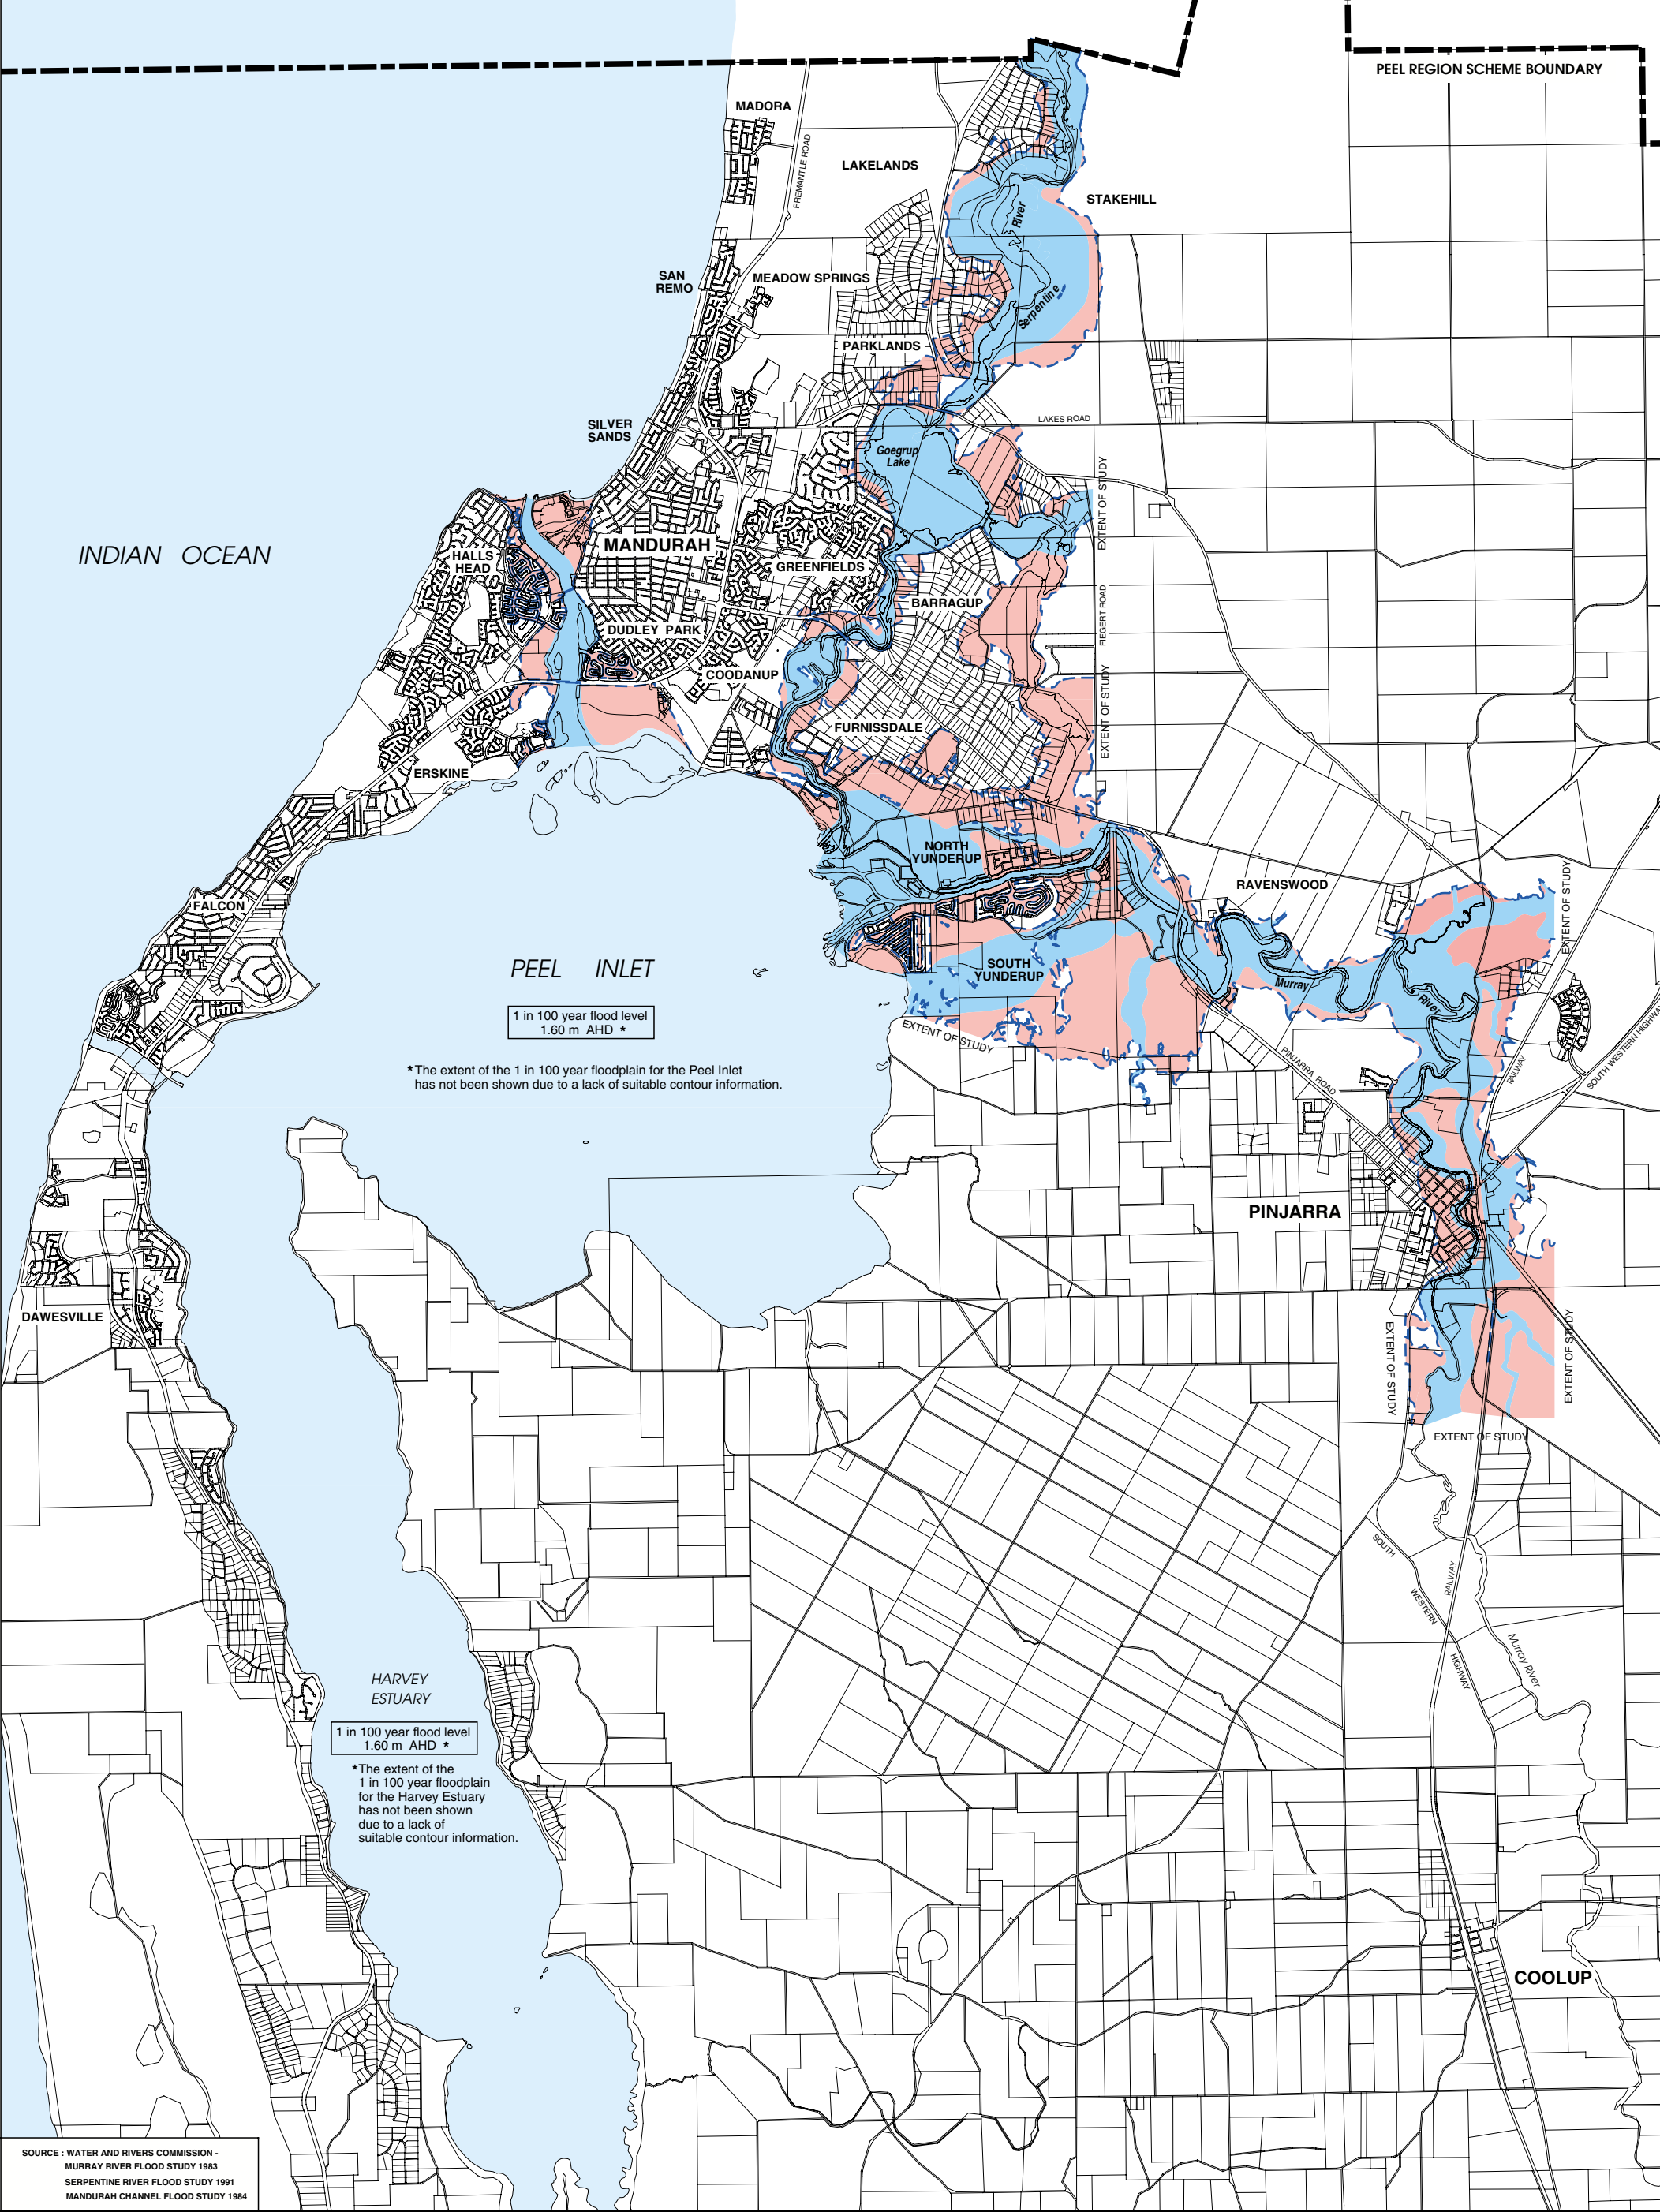 PEEL REGION SCHEME BOUNDARY
MADORA
FREMANTLE ROAD
LAKELANDS
STAKEHILL
River
Serpentine
SAN
REMO
MEADOW SPRINGS
PARKLANDS
LAKES ROAD
SILVER
SANDS
Goegrup
Lake
EXTENT OF STUDY
INDIAN OCEAN
HALLS
HEAD
MANDURAH
GREENFIELDS
BARRAGUP
FIEGERT ROAD
DUDLEY PARK
COODANUP
EXTENT OF STUDY
FURNISSDALE
ERSKINE
NORTH
YUNDERUP
RAVENSWOOD
EXTENT OF STUDY
FALCON
PEEL INLET
SOUTH
YUNDERUP
Murray
River
1 in 100 year flood level
1.60 m AHD *
EXTENT OF STUDY
*The extent of the 1 in 100 year floodplain for the Peel Inlet
has not been shown due to a lack of suitable contour information.
PINJARRA ROAD
RAILWAY
SOUTH WESTERN HIGHWAY
PINJARRA
DAWESVILLE
EXTENT OF STUDY
EXTENT OF STUDY
EXTENT OF STUDY
SOUTH
WESTERN
HIGHWAY
RAILWAY
Murray River
HARVEY
ESTUARY
1 in 100 year flood level
1.60 m AHD *
*The extent of the
1 in 100 year floodplain
for the Harvey Estuary
has not been shown
due to a lack of
suitable contour information.
COOLUP
SOURCE : WATER AND RIVERS COMMISSION -
MURRAY RIVER FLOOD STUDY 1983
SERPENTINE RIVER FLOOD STUDY 1991
MANDURAH CHANNEL FLOOD STUDY 1984